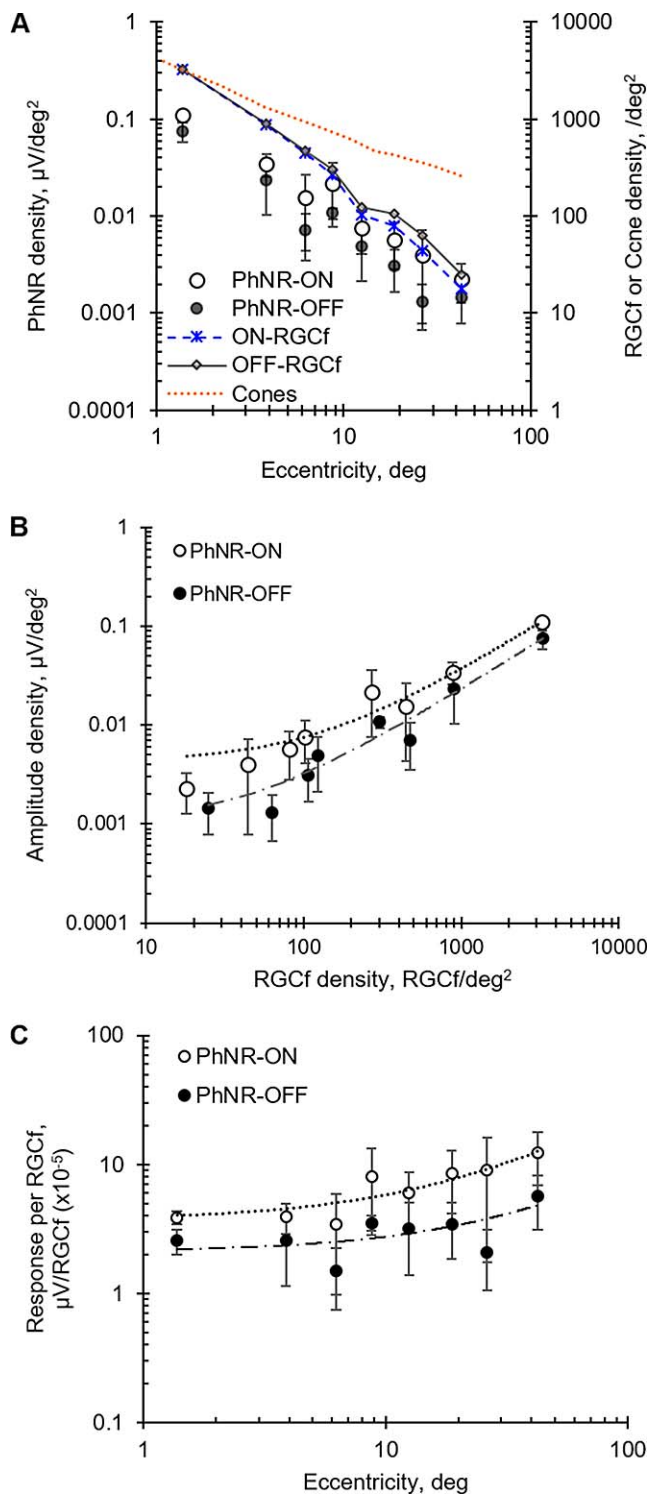 A
PhNR density, µV/deg²
1
0.1
0.01
0.001
0.0001
10000
1000
100
10
1
RGCf or Ccne density, /deg²
PhNR-ON
PhNR-OFF
ON-RGCf
OFF-RGCf
Cones
1
10
100
Eccentricity, deg
B
Amplitude density, µV/deg²
1
0.1
0.01
0.001
0.0001
PhNR-ON
PhNR-OFF
10
100
1000
10000
RGCf density, RGCf/deg²
C
Response per RGCf,
µV/RGCf (x10⁻⁵)
100
10
1
0.1
PhNR-ON
PhNR-OFF
1
10
100
Eccentricity, deg